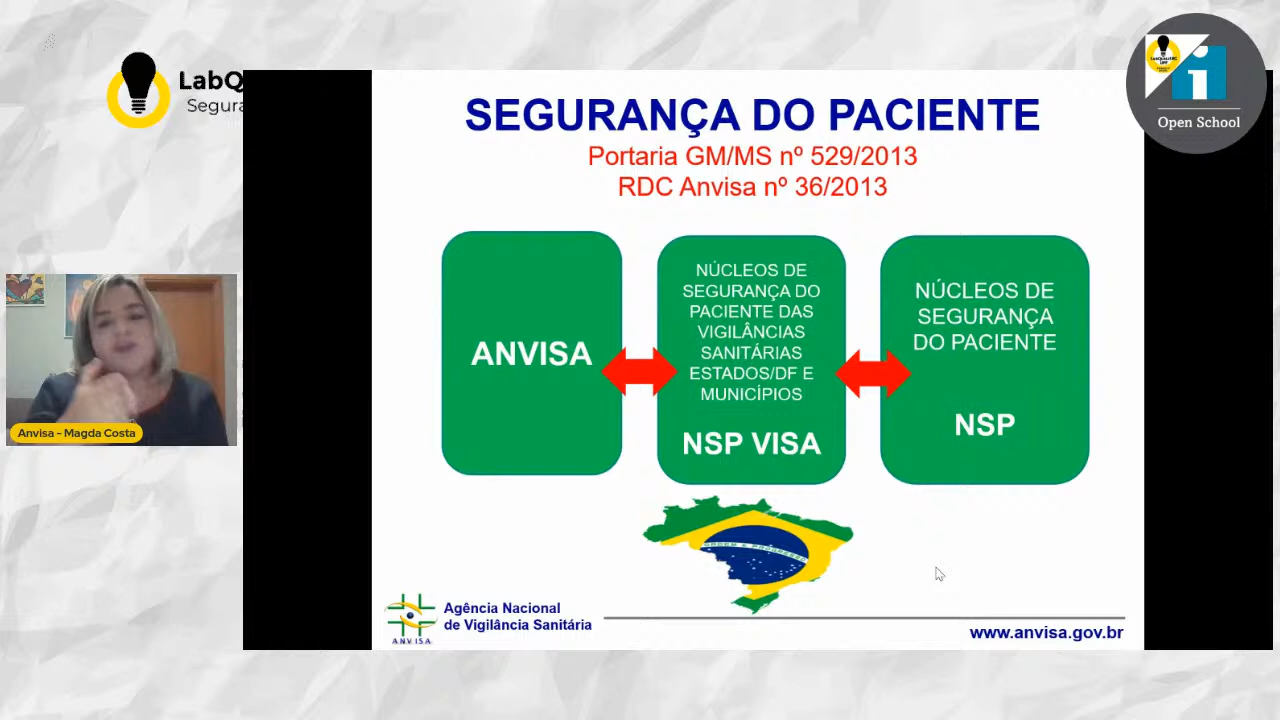 LabQ
Segura
SEGURANÇA DO PACIENTE
Portaria GM/MS nº 529/2013
RDC Anvisa nº 36/2013
Open School
ANVISA
NÚCLEOS DE
SEGURANÇA DO
PACIENTE DAS
VIGILÂNCIAS
SANITÁRIAS
ESTADOS/DF E
MUNICÍPIOS
NSP VISA
NÚCLEOS DE
SEGURANÇA
DO PACIENTE
NSP
Anvisa - Magda Costa
ORDEM E PROGRESSO
ANVISA
Agência Nacional
de Vigilância Sanitária
www.anvisa.gov.br